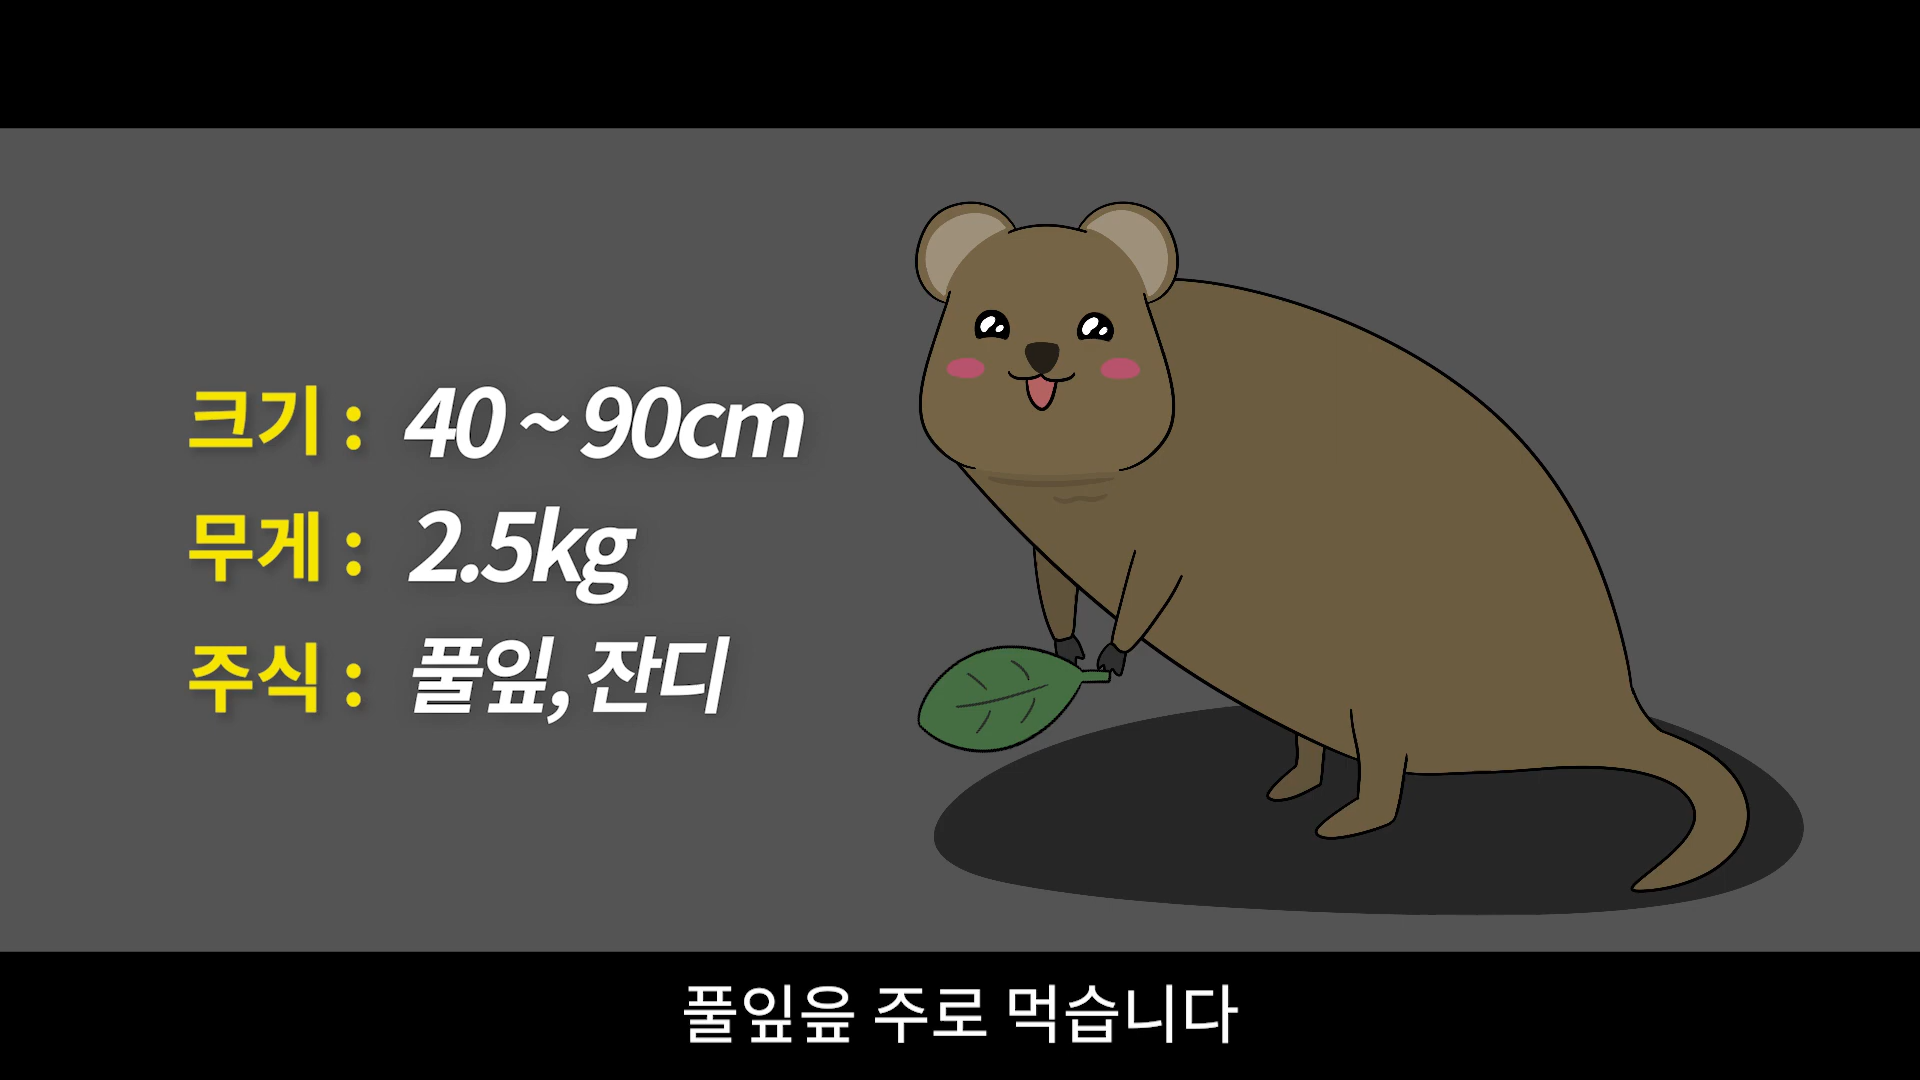 크기 : 40 ~ 90cm
무게 : 2.5kg
주식 : 풀잎, 잔디
풀잎읖 주로 먹습니다